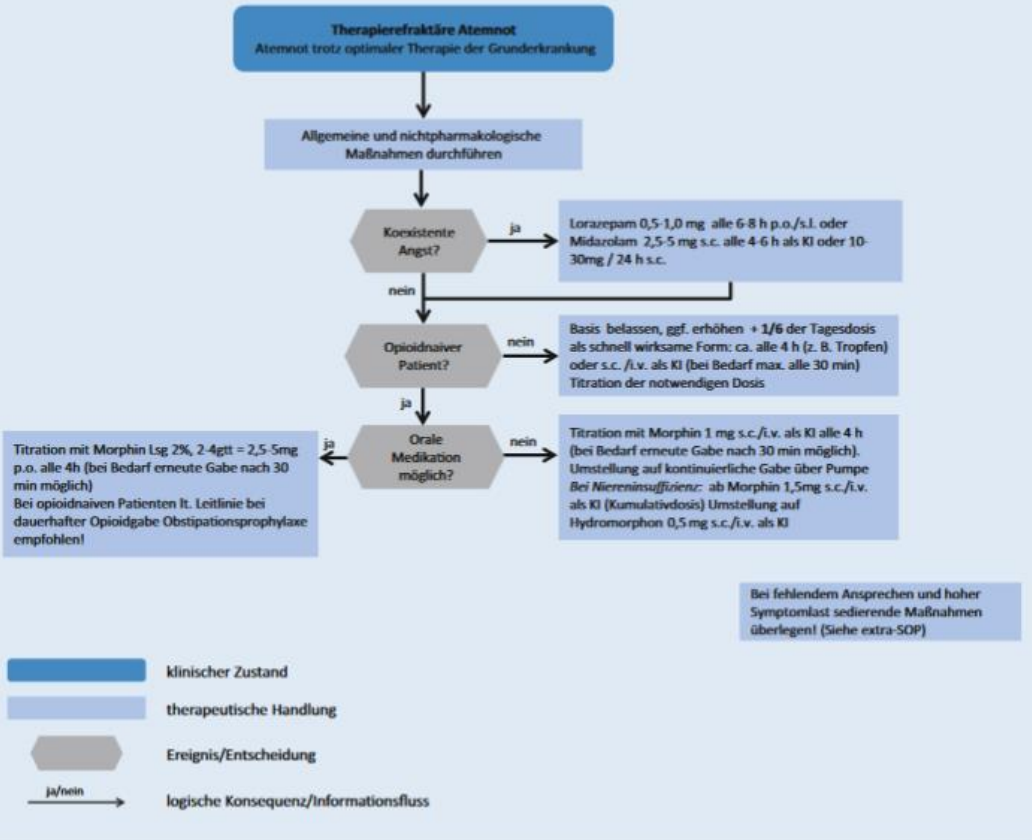 Therapierefraktäre Atemnot
Atemnot trotz optimaler Therapie der Grunderkrankung
Allgemeine und nichtpharmakologische
Maßnahmen durchführen
Koexistente
Angst?
ja
Lorazepam 0,5-1,0 mg alle 6-8 h p.o./s.l. oder
Midazolam 2,5-5 mg s.c. alle 4-6 h als KI oder 10-
30mg / 24 h s.c.
nein
Opioidnaiver
Patient?
nein
Basis belassen, ggf. erhöhen + 1/6 der Tagesdosis
als schnell wirksame Form: ca. alle 4 h (z. B. Tropfen)
oder s.c. /i.v. als KI (bei Bedarf max. alle 30 min)
Titration der notwendigen Dosis
ja
Orale
Medikation
möglich?
ja
Titration mit Morphin Lsg 2%, 2-4gtt = 2,5-5mg
p.o. alle 4h (bei Bedarf erneute Gabe nach 30
min möglich)
Bei opioidnaiven Patienten lt. Leitlinie bei
dauerhafter Opioidgabe Obstipationsprophylaxe
empfohlen!
nein
Titration mit Morphin 1 mg s.c./i.v. als KI alle 4 h
(bei Bedarf erneute Gabe nach 30 min möglich).
Umstellung auf kontinuierliche Gabe über Pumpe
Bei Niereninsuffizienz: ab Morphin 1,5mg s.c./i.v.
als KI (Kumulativdosis) Umstellung auf
Hydromorphon 0,5 mg s.c./i.v. als KI
Bei fehlendem Ansprechen und hoher
Symptomlast sedierende Maßnahmen
überlegen! (Siehe extra-SOP)
klinischer Zustand
therapeutische Handlung
Ereignis/Entscheidung
ja/nein
logische Konsequenz/Informationsfluss